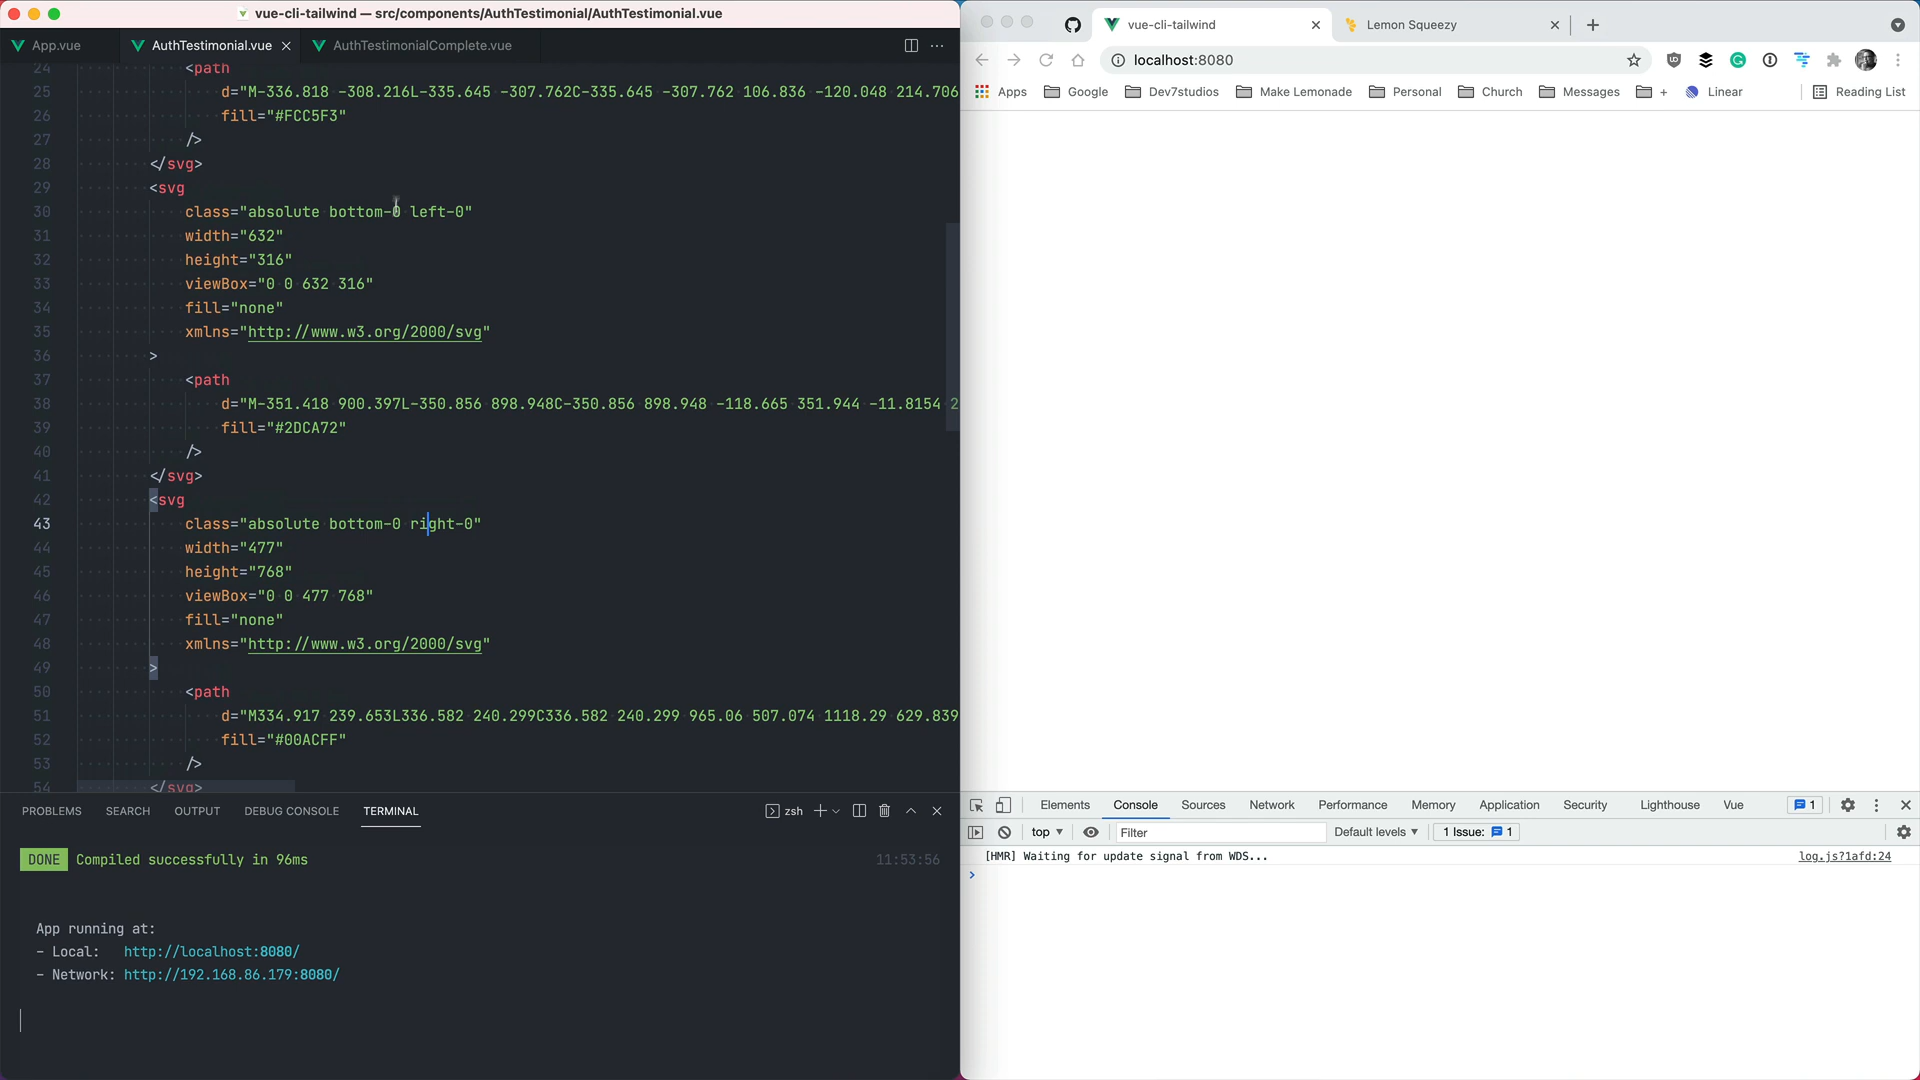 vue-cli-tailwind — src/components/AuthTestimonial/AuthTestimonial.vue
App.vue
AuthTestimonial.vue
AuthTestimonialComplete.vue
24 <path
25 d="M-336.818 -308.216L-335.645 -307.762C-335.645 -307.762 106.836 -120.048 214.706
26 fill="#FCC5F3"
27 />
28 </svg>
29 <svg
30 class="absolute bottom-0 left-0"
31 width="632"
32 height="316"
33 viewBox="0 0 632 316"
34 fill="none"
35 xmlns="http://www.w3.org/2000/svg"
36 >
37 <path
38 d="M-351.418 900.397L-350.856 898.948C-350.856 898.948 -118.665 351.944 -11.8154 2
39 fill="#2DCA72"
40 />
41 </svg>
42 <svg
43 class="absolute bottom-0 right-0"
44 width="477"
45 height="768"
46 viewBox="0 0 477 768"
47 fill="none"
48 xmlns="http://www.w3.org/2000/svg"
49 >
50 <path
51 d="M334.917 239.653L336.582 240.299C336.582 240.299 965.06 507.074 1118.29 629.839
52 fill="#00ACFF"
53 />
54 </svg>
PROBLEMS SEARCH OUTPUT DEBUG CONSOLE TERMINAL zsh
DONE Compiled successfully in 96ms 11:53:56
App running at:
- Local: http://localhost:8080/
- Network: http://192.168.86.179:8080/
vue-cli-tailwind
Lemon Squeezy
localhost:8080
Apps Google Dev7studios Make Lemonade Personal Church Messages + Linear Reading List
Elements Console Sources Network Performance Memory Application Security Lighthouse Vue 1
top Filter Default levels 1 Issue: 1
[HMR] Waiting for update signal from WDS... log.js?1afd:24